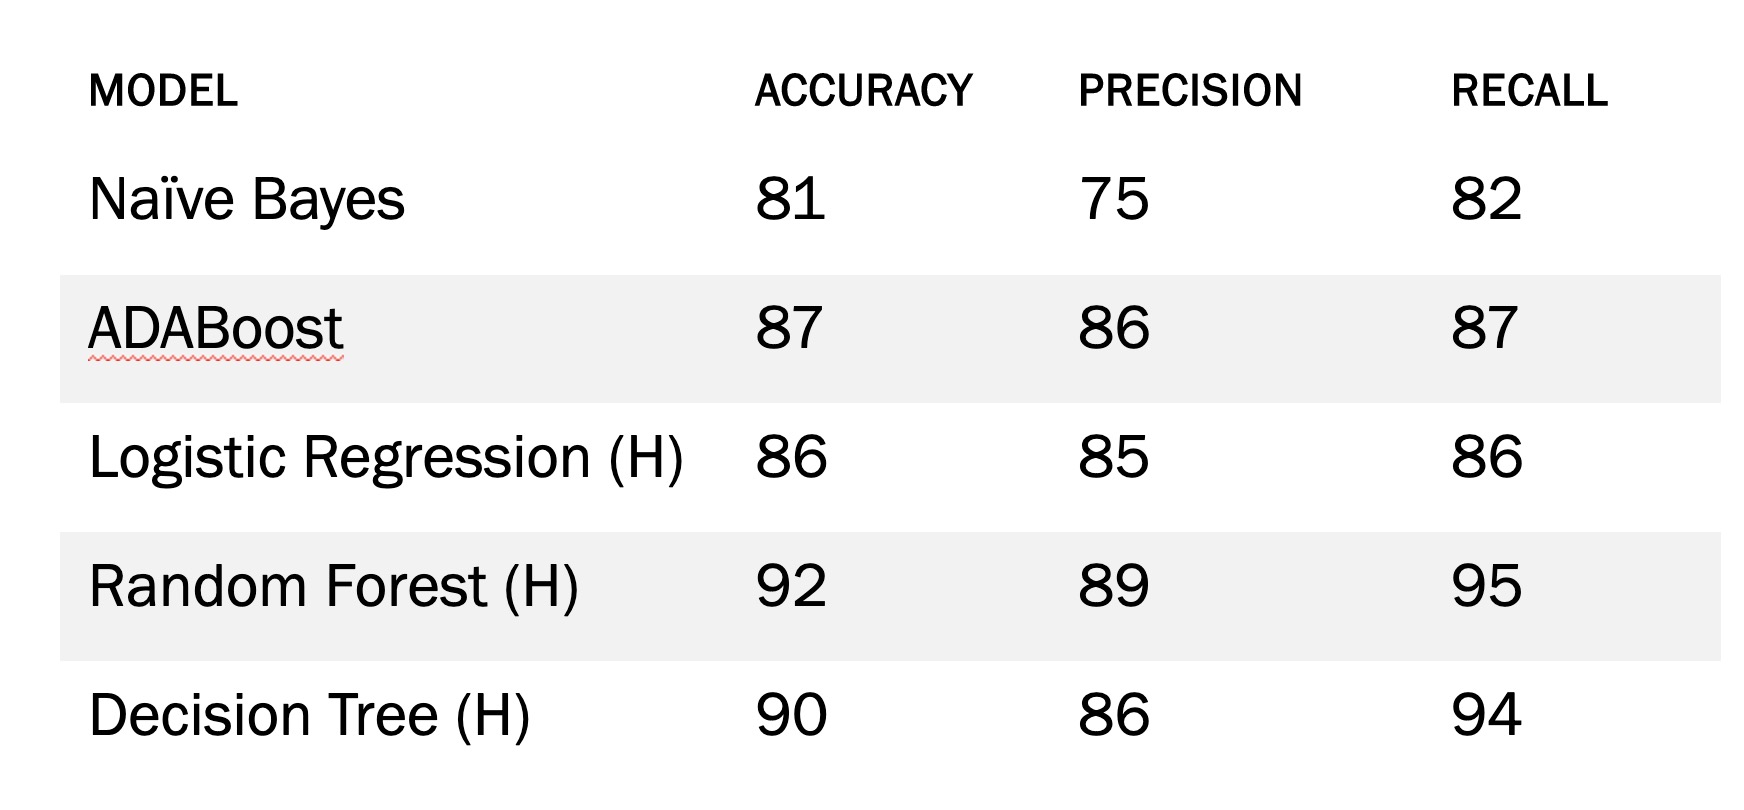 MODEL ACCURACY PRECISION RECALL
Naïve Bayes 81 75 82
ADABoost 87 86 87
Logistic Regression (H) 86 85 86
Random Forest (H) 92 89 95
Decision Tree (H) 90 86 94